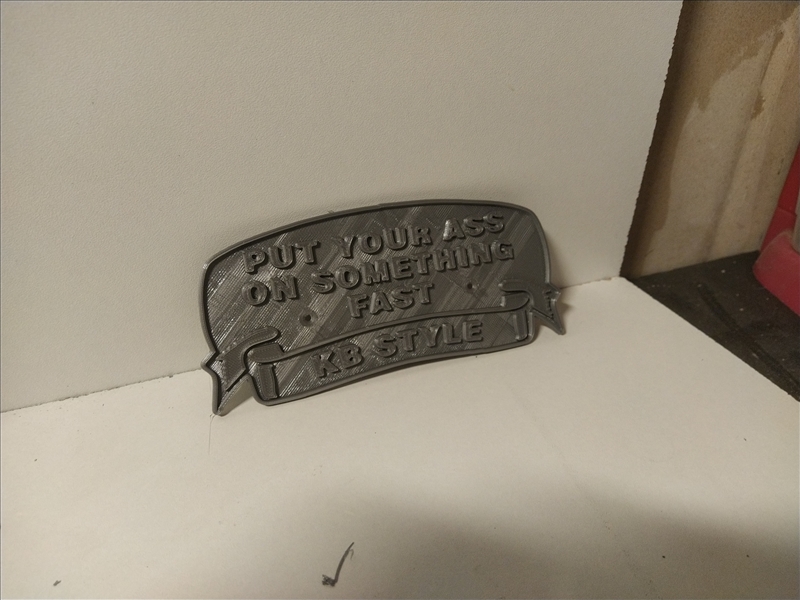 PUT YOUR ASS
ON SOMETHING
FAST
KB STYLE